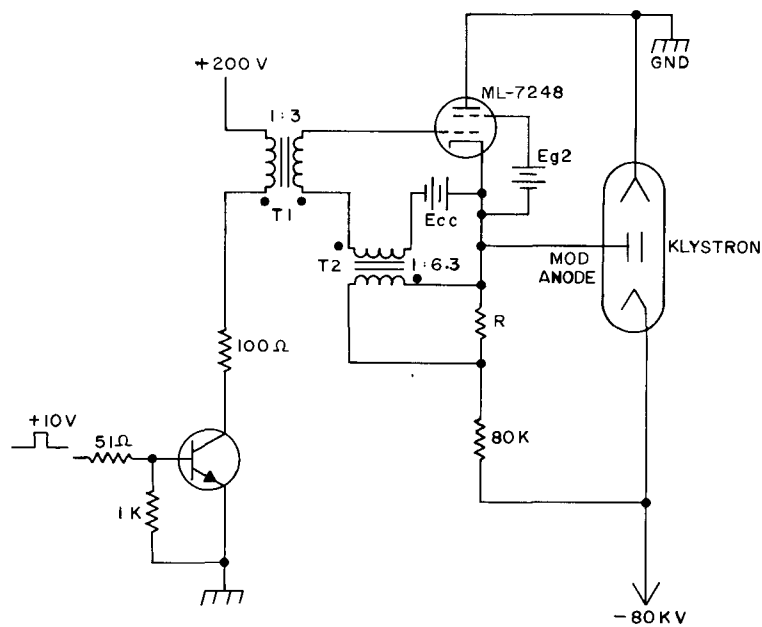 +200 V
1:3
T1
ML-7248
GND
Eg2
Ecc
T2
1:6.3
MOD
ANODE
KLYSTRON
R
100Ω
+10V
51Ω
1K
80K
-80KV